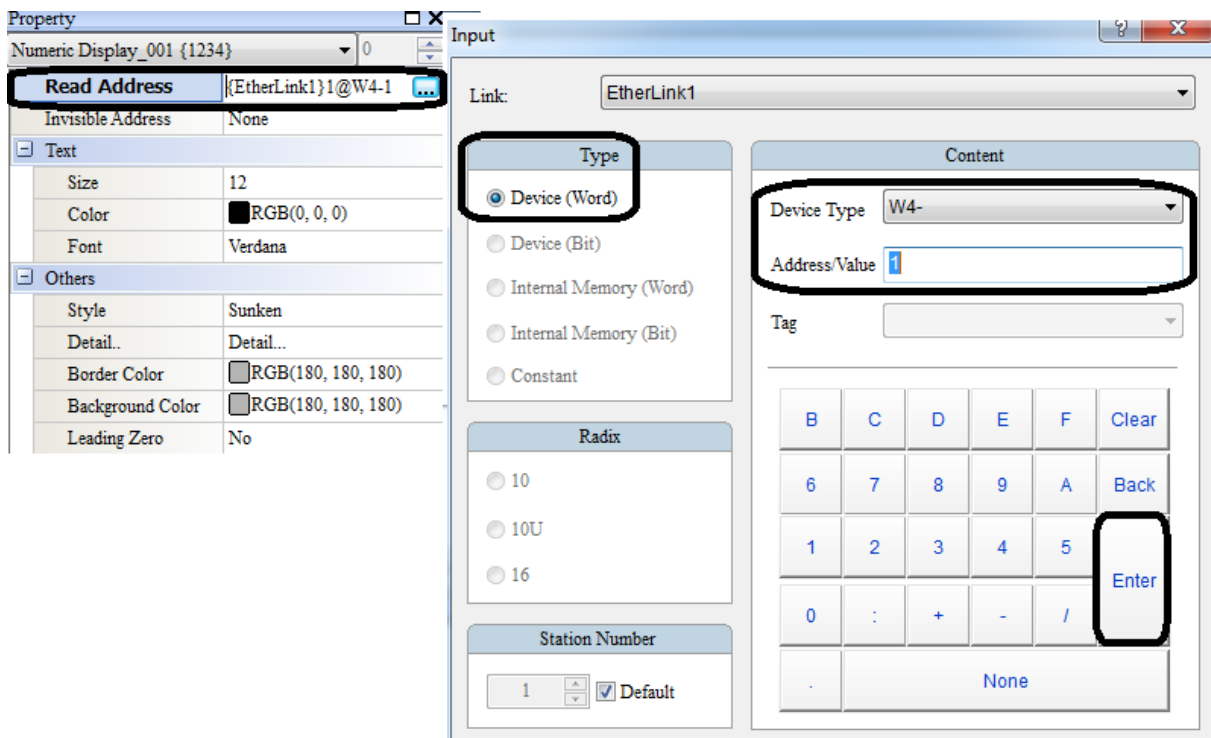 Property
Numeric Display_001 {1234} 0
Read Address {EtherLink1}1@W4-1 ...
Invisible Address None
Text
Size 12
Color RGB(0, 0, 0)
Font Verdana
Others
Style Sunken
Detail.. Detail...
Border Color RGB(180, 180, 180)
Background Color RGB(180, 180, 180)
Leading Zero No
Input
Link: EtherLink1
Type
Device (Word)
Device (Bit)
Internal Memory (Word)
Internal Memory (Bit)
Constant
Radix
10
10U
16
Station Number
1 Default
Content
Device Type W4-
Address/Value 1
Tag
B C D E F Clear
6 7 8 9 A Back
1 2 3 4 5 Enter
0 : + - /
. None